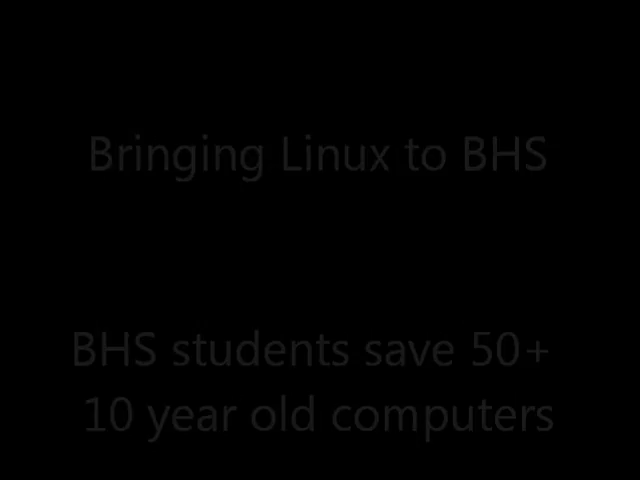 Bringing Linux to BHS
BHS students save 50+
10 year old computers